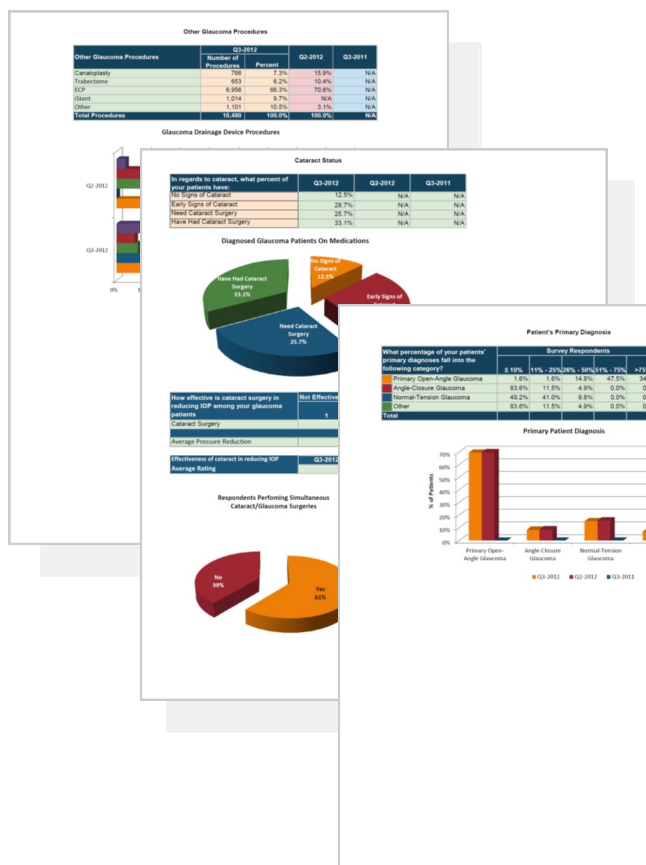 Other Glaucoma Procedures
Other Glaucoma Procedures Q3-2012 Q2-2012 Q3-2011
Number of Procedures Percent
Canaloplasty 766 7.3% 15.9% N/A
Trabectome 653 6.2% 10.4% N/A
ECP 6,956 66.3% 70.6% N/A
iStent 1,014 9.7% N/A N/A
Other 1,101 10.5% 3.1% N/A
Total Procedures 10,490 100.0% 100.0% N/A
Glaucoma Drainage Device Procedures
Q2-2012
Q3-2012
0%
Cataract Status
In regards to cataract, what percent of your patients have: Q3-2012 Q2-2012 Q3-2011
No Signs of Cataract 12.5% N/A N/A
Early Signs of Cataract 28.7% N/A N/A
Need Cataract Surgery 25.7% N/A N/A
Have Had Cataract Surgery 33.1% N/A N/A
Diagnosed Glaucoma Patients On Medications
No Signs of
Cataract
12.5%
Have Had Cataract
Surgery
33.1%
Early Signs of
Need Cataract
Surgery
25.7%
How effective is cataract surgery in
reducing IOP among your glaucoma
patients
Not Effective
1
Cataract Surgery
Average Pressure Reduction
Effectiveness of cataract in reducing IOP Q3-2012
Average Rating
Respondents Perfoming Simultaneous
Cataract/Glaucoma Surgeries
No
39%
Yes
61%
Patient's Primary Diagnosis
What percentage of your patients'
primary diagnoses fall into the
following category?
Survey Respondents
≤ 10% 11% - 25% 26% - 50% 51% - 75%
Primary Open-Angle Glaucoma 1.6% 1.6% 14.8% 47.5%
Angle-Closure Glaucoma 83.6% 11.5% 4.9% 0.0%
Normal-Tension Glaucoma 49.2% 41.0% 9.8% 0.0%
Other 83.6% 11.5% 4.9% 0.0%
Total
Primary Patient Diagnosis
% of Patients
70%
60%
50%
40%
30%
20%
10%
0%
Primary Open-
Angle Glaucoma
Angle-Closure
Glaucoma
Normal-Tension
Glaucoma
Q3-2012 Q2-2012 Q3-2011